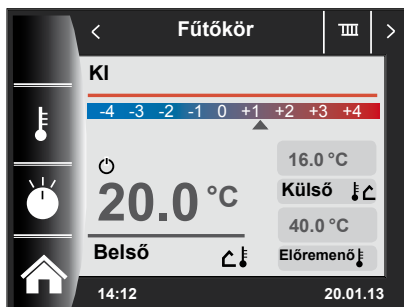 < Fűtőkör >
KI
-4 -3 -2 -1 0 +1 +2 +3 +4
16.0 °C
20.0 °C
Külső
40.0 °C
Belső
Előremenő
14:12 20.01.13